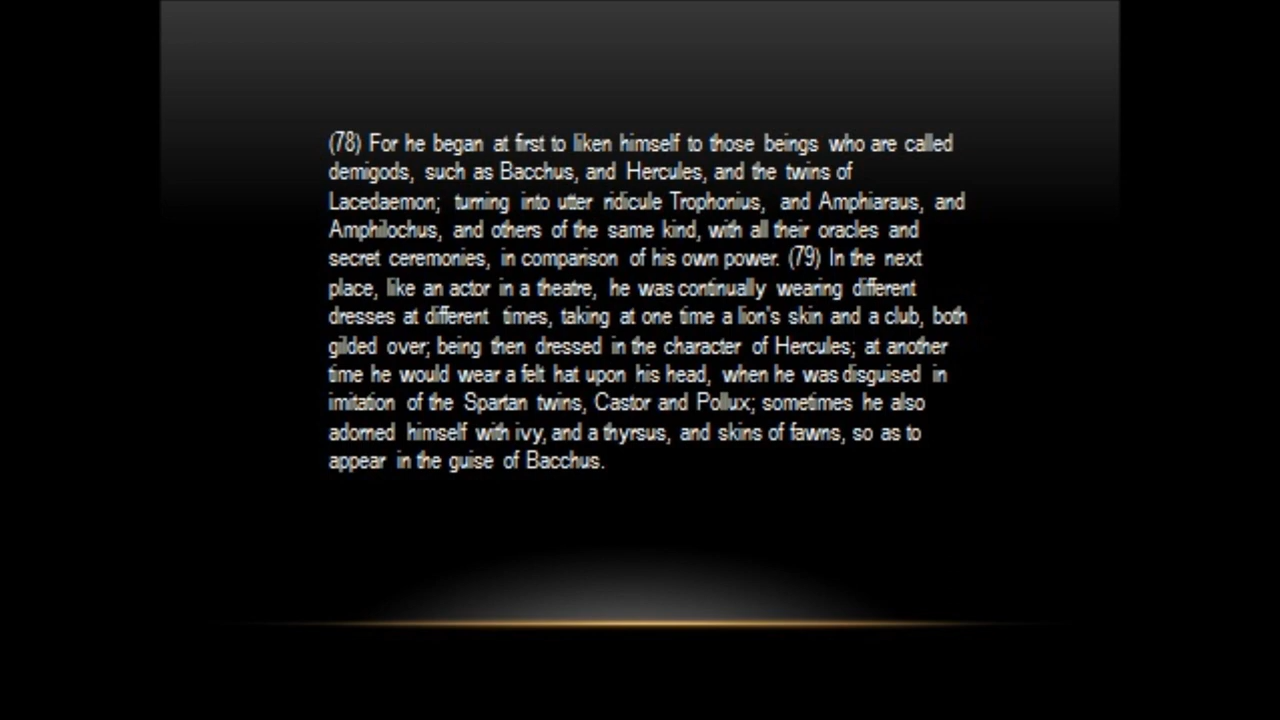 (78) For he began at first to liken himself to those beings who are called
demigods, such as Bacchus, and Hercules, and the twins of
Lacedaemon; turning into utter ridicule Trophonius, and Amphiaraus, and
Amphilochus, and others of the same kind, with all their oracles and
secret ceremonies, in comparison of his own power. (79) In the next
place, like an actor in a theatre, he was continually wearing different
dresses at different times, taking at one time a lion's skin and a club, both
gilded over; being then dressed in the character of Hercules; at another
time he would wear a felt hat upon his head, when he was disguised in
imitation of the Spartan twins, Castor and Pollux; sometimes he also
adorned himself with ivy, and a thyrsus, and skins of fawns, so as to
appear in the guise of Bacchus.